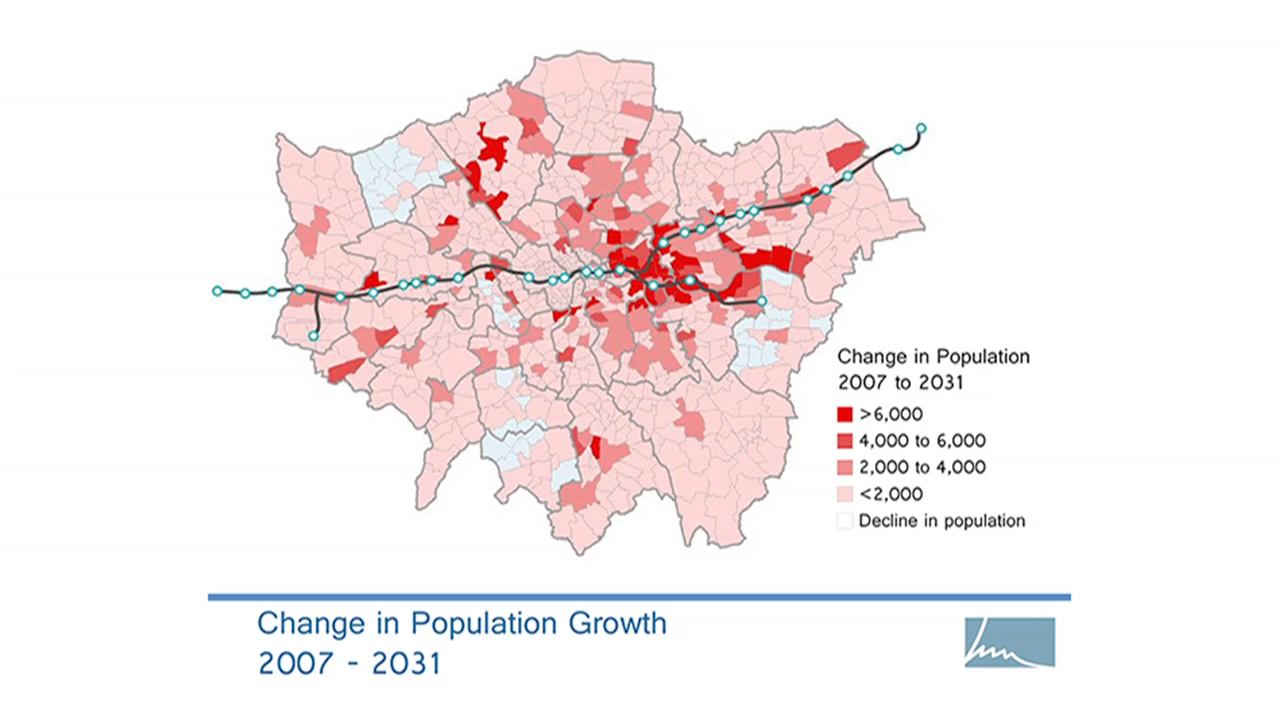 Change in Population
2007 to 2031
>6,000
4,000 to 6,000
2,000 to 4,000
<2,000
Decline in population
Change in Population Growth
2007 - 2031